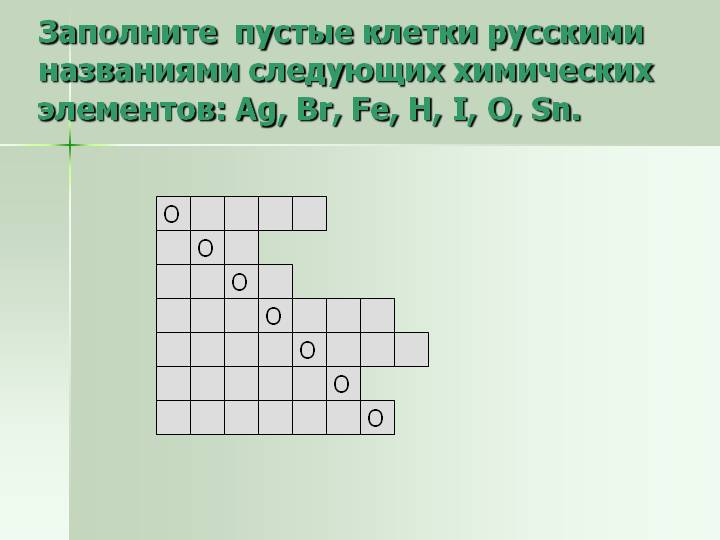 Заполните пустые клетки русскими
названиями следующих химических
элементов: Ag, Br, Fe, H, I, O, Sn.
О
О
О
О
О
О
О